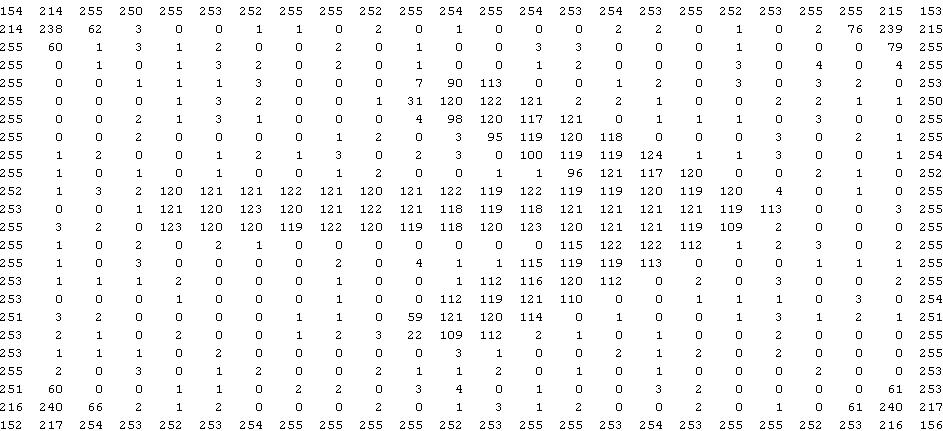 154 214 255 250 255 253 252 255 255 252 255 254 255 254 253 254 253 255 252 253 255 255 215 153
214 238 62 3 0 0 1 1 0 2 0 1 0 0 0 2 2 0 1 0 2 76 239 215
255 60 1 3 1 2 0 0 2 0 1 0 0 3 3 0 0 0 1 0 0 0 79 255
255 0 1 0 1 3 2 0 2 0 1 0 0 1 2 0 0 0 3 0 4 0 4 255
255 0 0 1 1 1 3 0 0 0 7 90 113 0 0 1 2 0 3 0 3 2 0 253
255 0 0 0 1 3 2 0 0 1 31 120 122 121 2 2 1 0 0 2 2 1 1 250
255 0 0 2 1 3 1 0 0 0 4 98 120 117 121 0 1 1 1 0 3 0 0 255
255 0 0 2 0 0 0 0 1 2 0 3 95 119 120 118 0 0 0 3 0 2 1 255
255 1 2 0 0 1 2 1 3 0 2 3 0 100 119 119 124 1 1 3 0 0 1 254
255 1 0 1 0 1 0 0 1 2 0 0 1 1 96 121 117 120 0 0 2 1 0 252
252 1 3 2 120 121 121 122 121 120 121 122 119 122 119 119 120 119 120 4 0 1 0 255
253 0 0 1 121 120 123 120 121 122 121 118 119 118 121 121 121 121 119 113 0 0 3 255
255 3 2 0 123 120 120 119 122 120 119 118 120 123 120 121 121 119 109 2 0 0 0 255
255 1 0 2 0 2 1 0 0 0 0 0 0 0 115 122 122 112 1 2 3 0 2 255
255 1 0 3 0 0 0 0 2 0 4 1 1 115 119 119 113 0 0 0 1 1 1 255
253 1 1 1 2 0 0 0 1 0 0 1 112 116 120 112 0 2 0 3 0 0 2 255
253 0 0 0 1 0 0 0 1 0 0 112 119 121 110 0 0 1 1 1 0 3 0 254
251 3 2 0 0 0 0 1 1 0 59 121 120 114 0 1 0 0 1 3 1 2 1 251
253 2 1 0 2 0 0 1 2 3 22 109 112 2 1 0 1 0 0 2 0 0 0 255
253 1 1 1 0 2 0 0 0 0 0 3 1 0 0 2 1 2 0 2 0 0 0 255
255 2 0 3 0 1 2 0 0 2 1 1 2 0 1 0 1 0 0 0 2 0 0 253
251 60 0 0 1 1 0 2 2 0 3 4 0 1 0 0 3 2 0 0 0 0 61 253
216 240 66 2 1 2 0 0 0 2 0 1 3 1 2 0 0 2 0 1 0 61 240 217
152 217 254 253 252 253 254 255 255 255 255 252 253 255 255 253 254 253 255 255 252 253 216 156